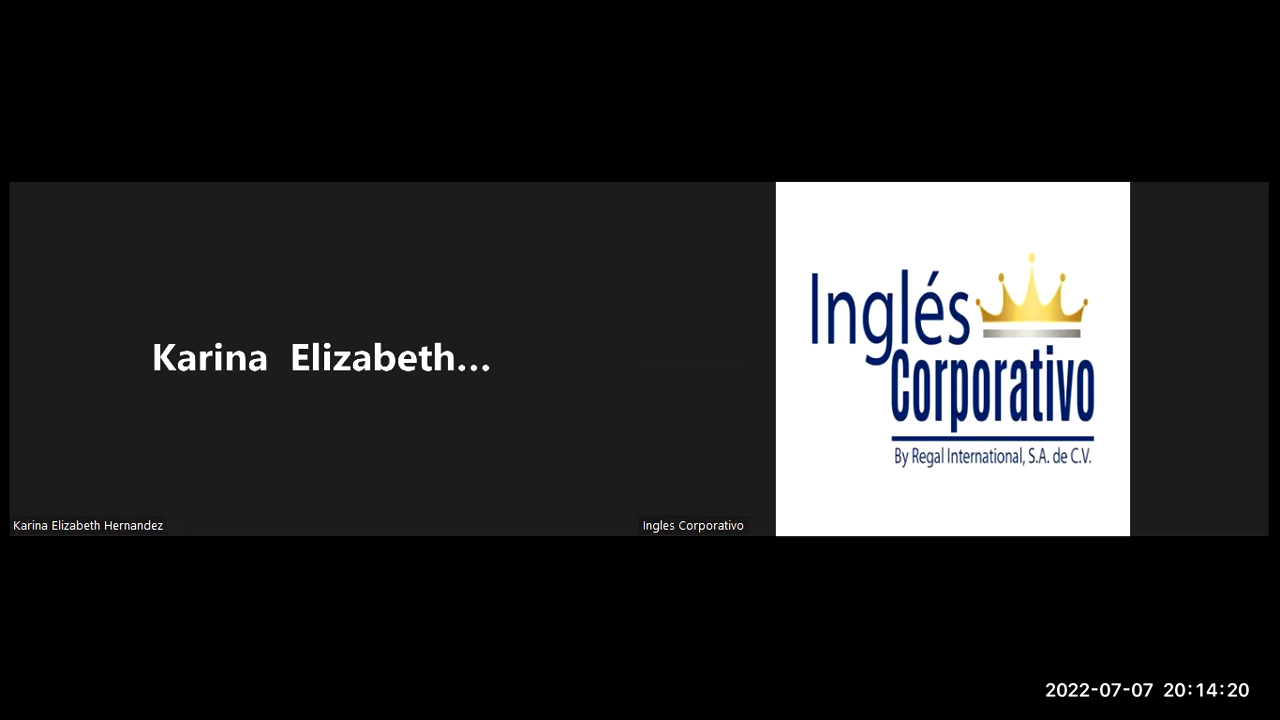 Karina Elizabeth...
Karina Elizabeth Hernandez
Ingles Corporativo
Inglés
Corporativo
By Regal International, S.A. de C.V.
2022-07-07 20:14:20